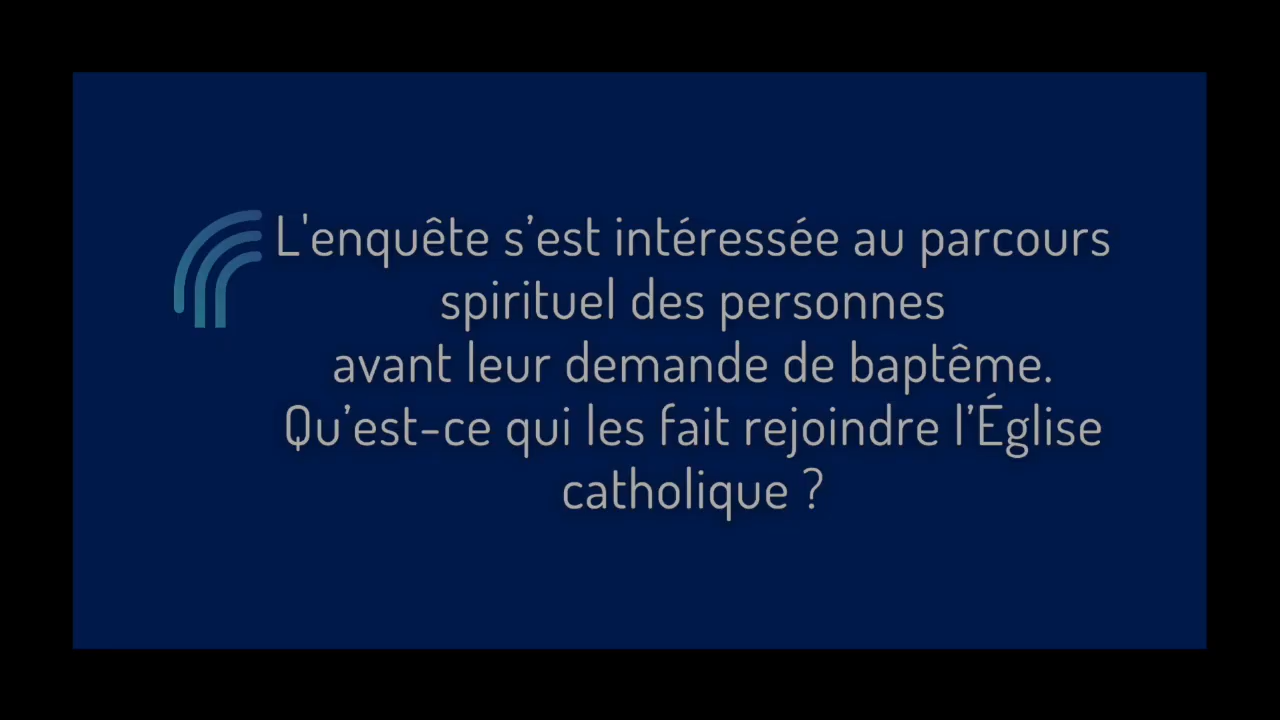 L'enquête s’est intéressée au parcours
spirituel des personnes
avant leur demande de baptême.
Qu’est-ce qui les fait rejoindre l’Église
catholique ?